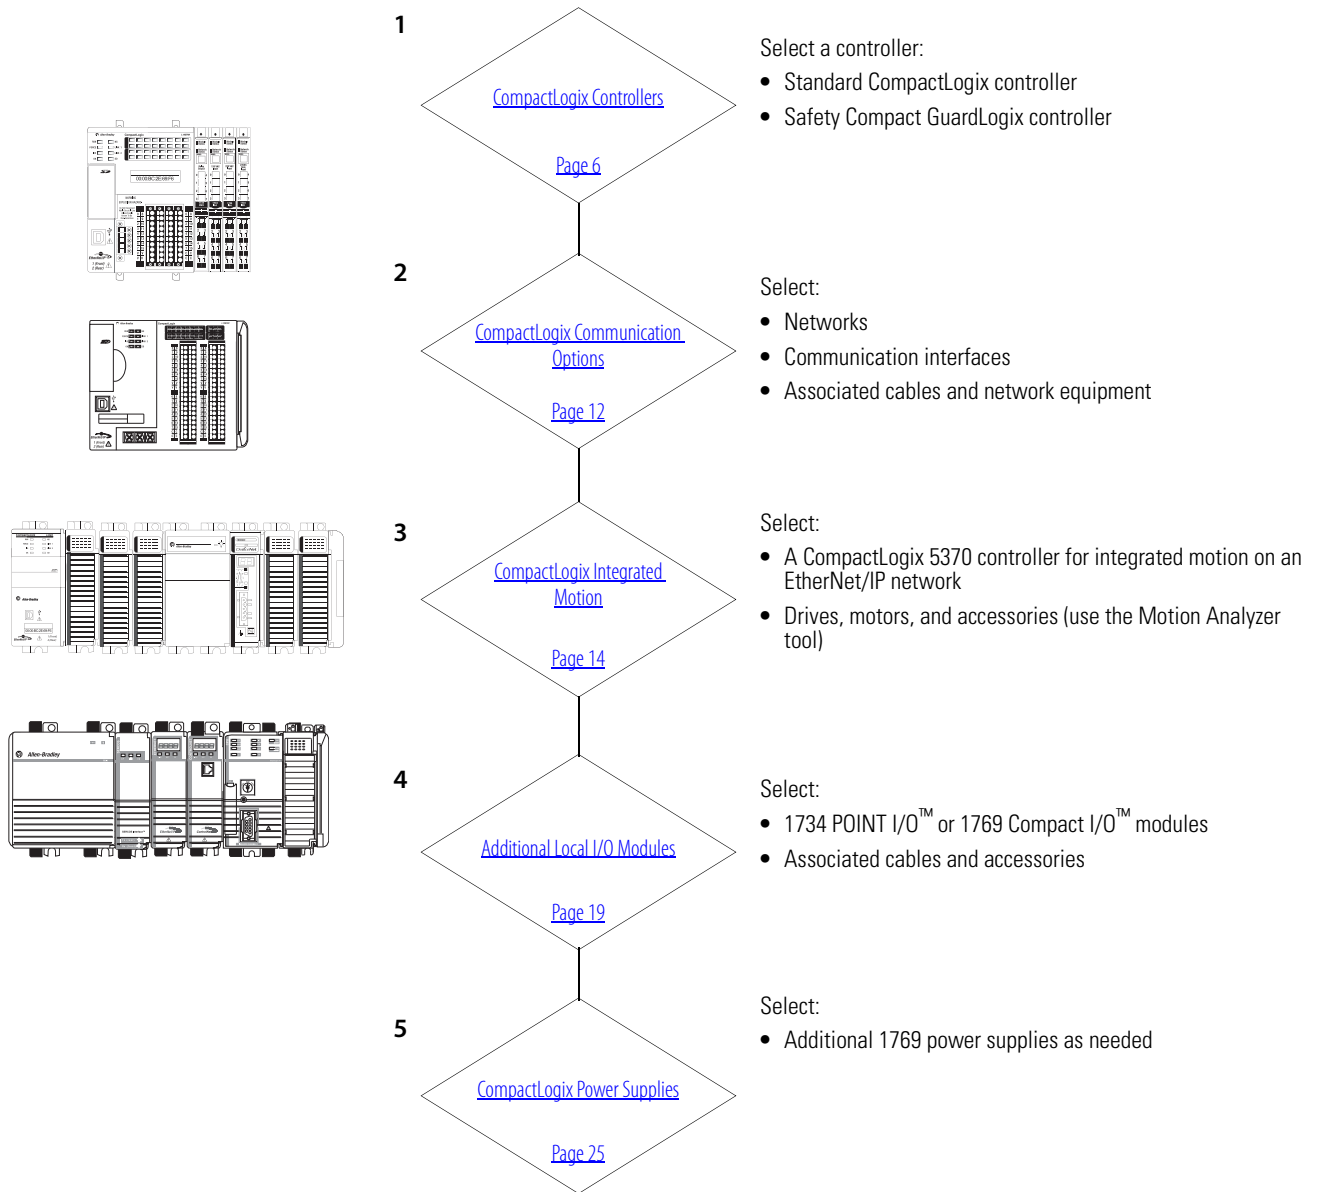 1
CompactLogix Controllers
Page 6
Select a controller:
• Standard CompactLogix controller
• Safety Compact GuardLogix controller
2
CompactLogix Communication
Options
Page 12
Select:
• Networks
• Communication interfaces
• Associated cables and network equipment
3
CompactLogix Integrated
Motion
Page 14
Select:
• A CompactLogix 5370 controller for integrated motion on an
EtherNet/IP network
• Drives, motors, and accessories (use the Motion Analyzer
tool)
4
Additional Local I/O Modules
Page 19
Select:
• 1734 POINT I/O™ or 1769 Compact I/O™ modules
• Associated cables and accessories
5
CompactLogix Power Supplies
Page 25
Select:
• Additional 1769 power supplies as needed
Allen-Bradley